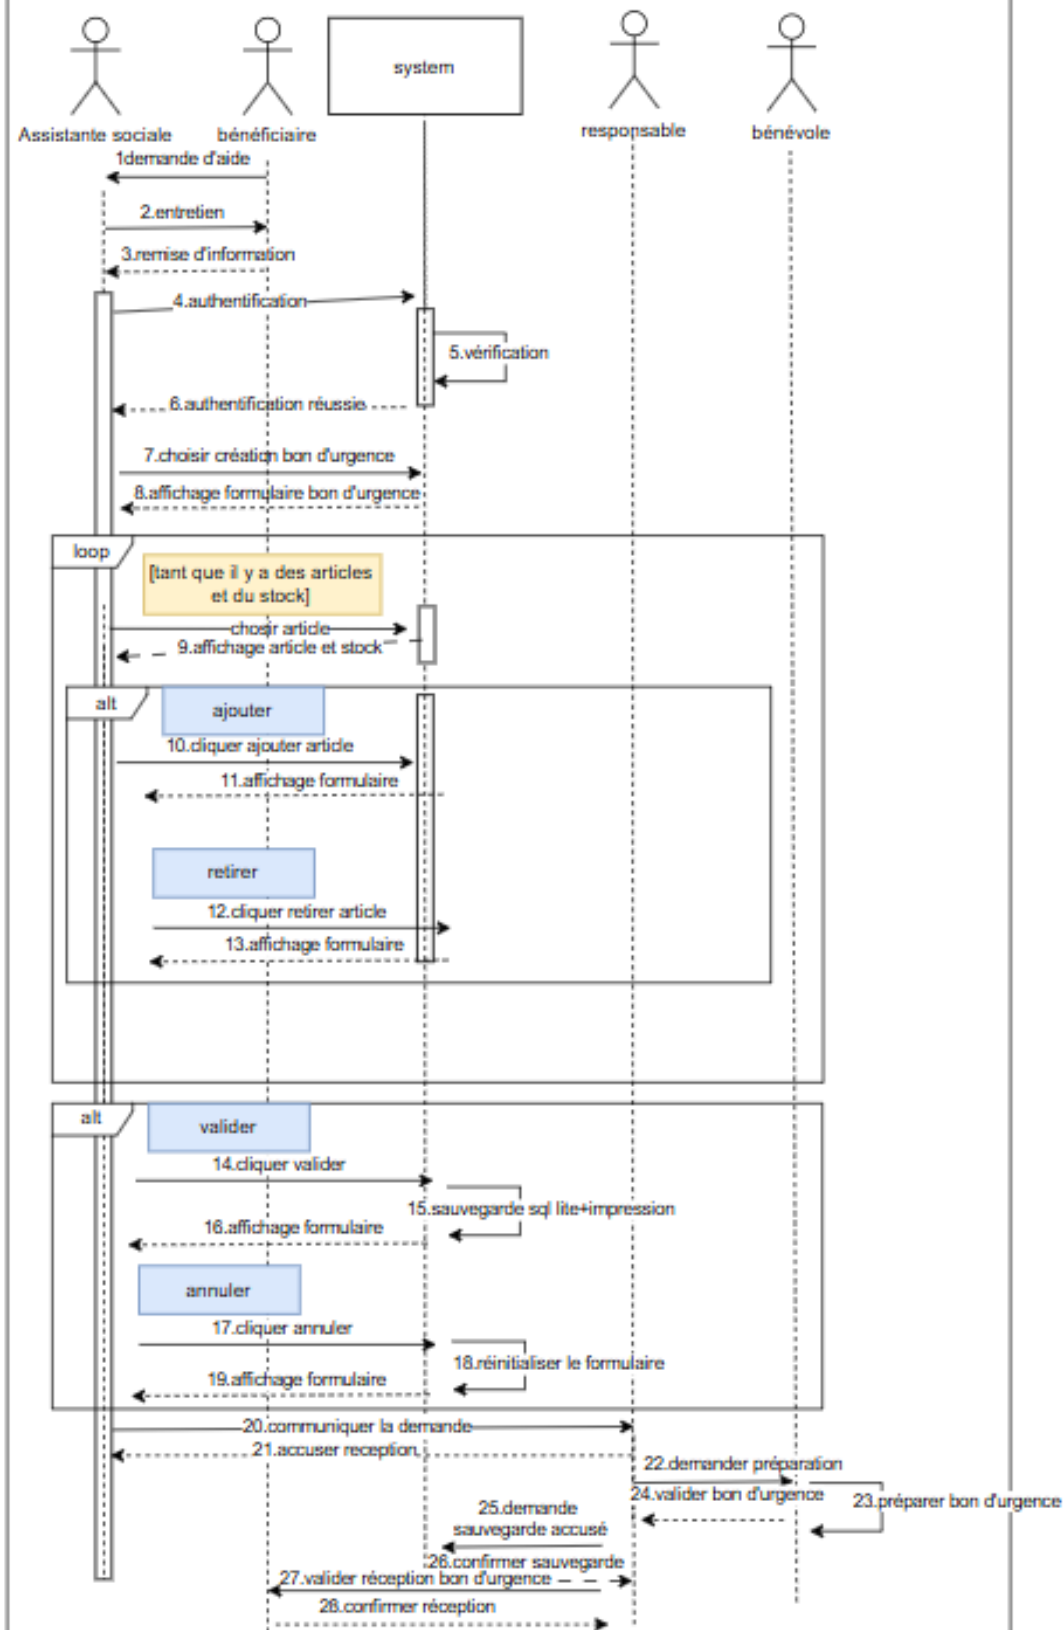 system
Assistante sociale
bénéficiaire
responsable
bénévole
1demande d'aide
2.entretien
3.remise d'information
4.authentification
5.vérification
6.authentification réussie
7.choisir création bon d'urgence
8.affichage formulaire bon d'urgence
loop
[tant que il y a des articles
et du stock]
chosir article
9.affichage article et stock
alt
ajouter
10.cliquer ajouter article
11.affichage formulaire
retirer
12.cliquer retirer article
13.affichage formulaire
alt
valider
14.cliquer valider
15.sauvegarde sql lite+impression
16.affichage formulaire
annuler
17.cliquer annuler
18.réinitialiser le formulaire
19.affichage formulaire
20.communiquer la demande
21.accuser reception
22.demander préparation
23.préparer bon d'urgence
24.valider bon d'urgence
25.demande
sauvegarde accusé
26.confirmer sauvegarde
27.valider réception bon d'urgence
28.confirmer réception